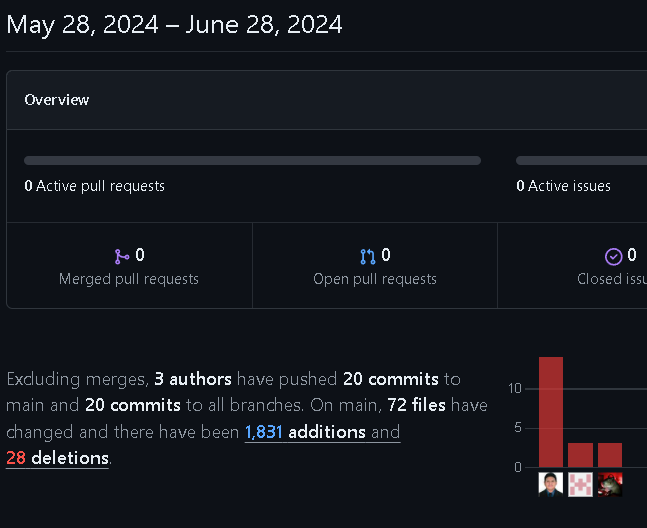 May 28, 2024 – June 28, 2024
Overview
0 Active pull requests
0 Active issues
0
Merged pull requests
0
Open pull requests
0
Closed issu
Excluding merges, 3 authors have pushed 20 commits to
main and 20 commits to all branches. On main, 72 files have
changed and there have been 1,831 additions and
28 deletions.
10
5
0